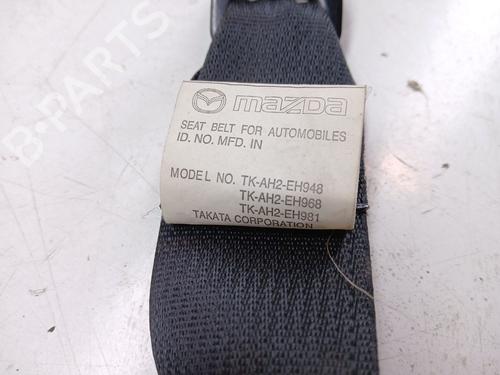 mazda
SEAT BELT FOR AUTOMOBILES
ID. NO. MFD. IN
MODEL NO. TK-AH2-EH948
TK-AH2-EH968
TK-AH2-EH981
TAKATA CORPORATION
B-PARTS